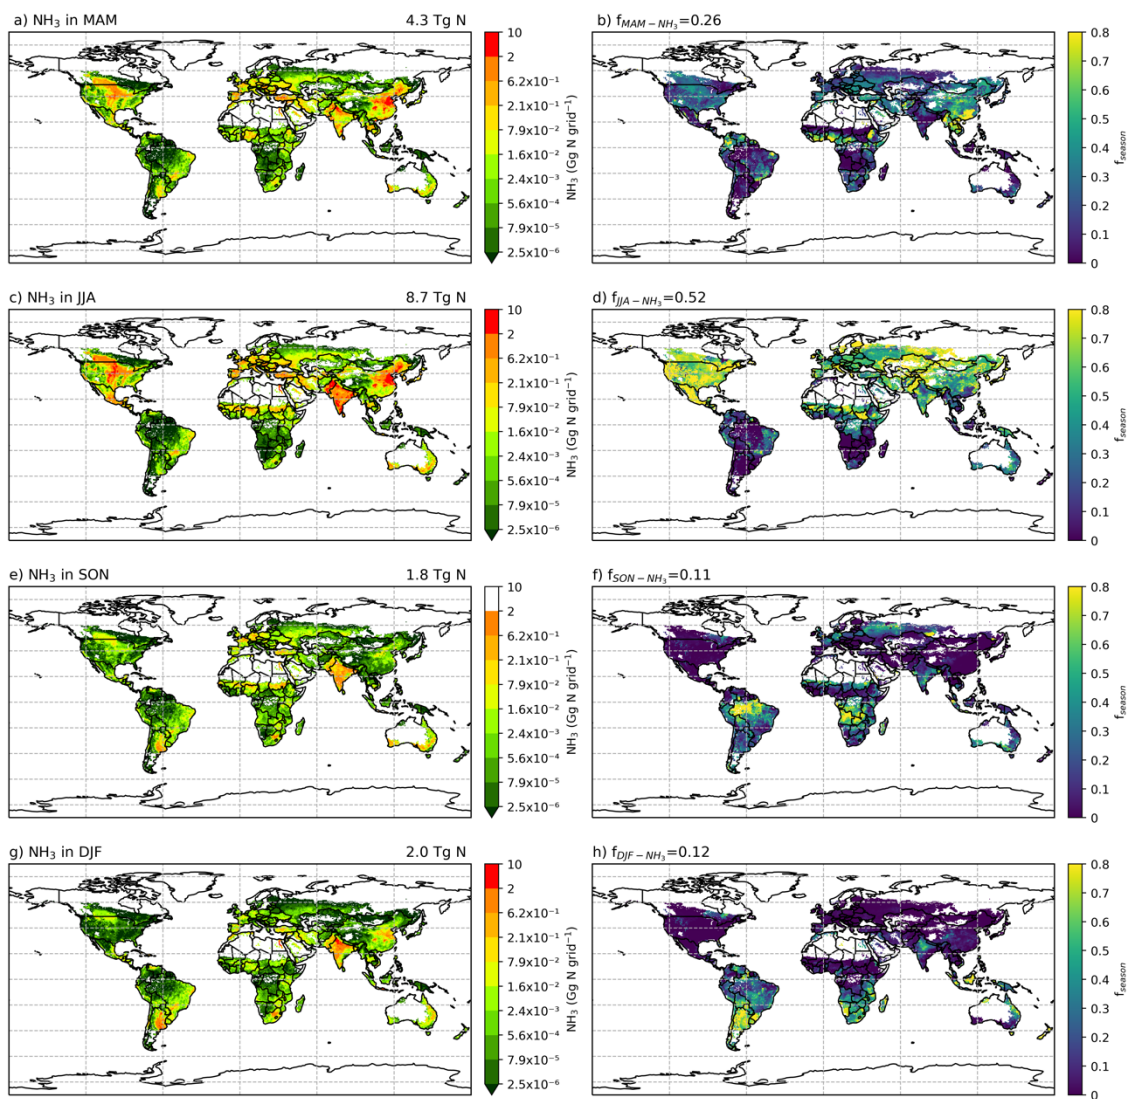 a) NH₃ in MAM 4.3 Tg N
10
2
6.2x10⁻¹
2.1x10⁻¹
7.9x10⁻²
1.6x10⁻²
2.4x10⁻³
5.6x10⁻⁴
7.9x10⁻⁵
2.5x10⁻⁶
NH₃ (Gg N grid⁻¹)
b) f_MAM−NH₃=0.26
0.8
0.7
0.6
0.5
0.4
0.3
0.2
0.1
0
f_season
c) NH₃ in JJA 8.7 Tg N
10
2
6.2x10⁻¹
2.1x10⁻¹
7.9x10⁻²
1.6x10⁻²
2.4x10⁻³
5.6x10⁻⁴
7.9x10⁻⁵
2.5x10⁻⁶
NH₃ (Gg N grid⁻¹)
d) f_JJA−NH₃=0.52
0.8
0.7
0.6
0.5
0.4
0.3
0.2
0.1
0
f_season
e) NH₃ in SON 1.8 Tg N
10
2
6.2x10⁻¹
2.1x10⁻¹
7.9x10⁻²
1.6x10⁻²
2.4x10⁻³
5.6x10⁻⁴
7.9x10⁻⁵
2.5x10⁻⁶
NH₃ (Gg N grid⁻¹)
f) f_SON−NH₃=0.11
0.8
0.7
0.6
0.5
0.4
0.3
0.2
0.1
0
f_season
g) NH₃ in DJF 2.0 Tg N
10
2
6.2x10⁻¹
2.1x10⁻¹
7.9x10⁻²
1.6x10⁻²
2.4x10⁻³
5.6x10⁻⁴
7.9x10⁻⁵
2.5x10⁻⁶
NH₃ (Gg N grid⁻¹)
h) f_DJF−NH₃=0.12
0.8
0.7
0.6
0.5
0.4
0.3
0.2
0.1
0
f_season